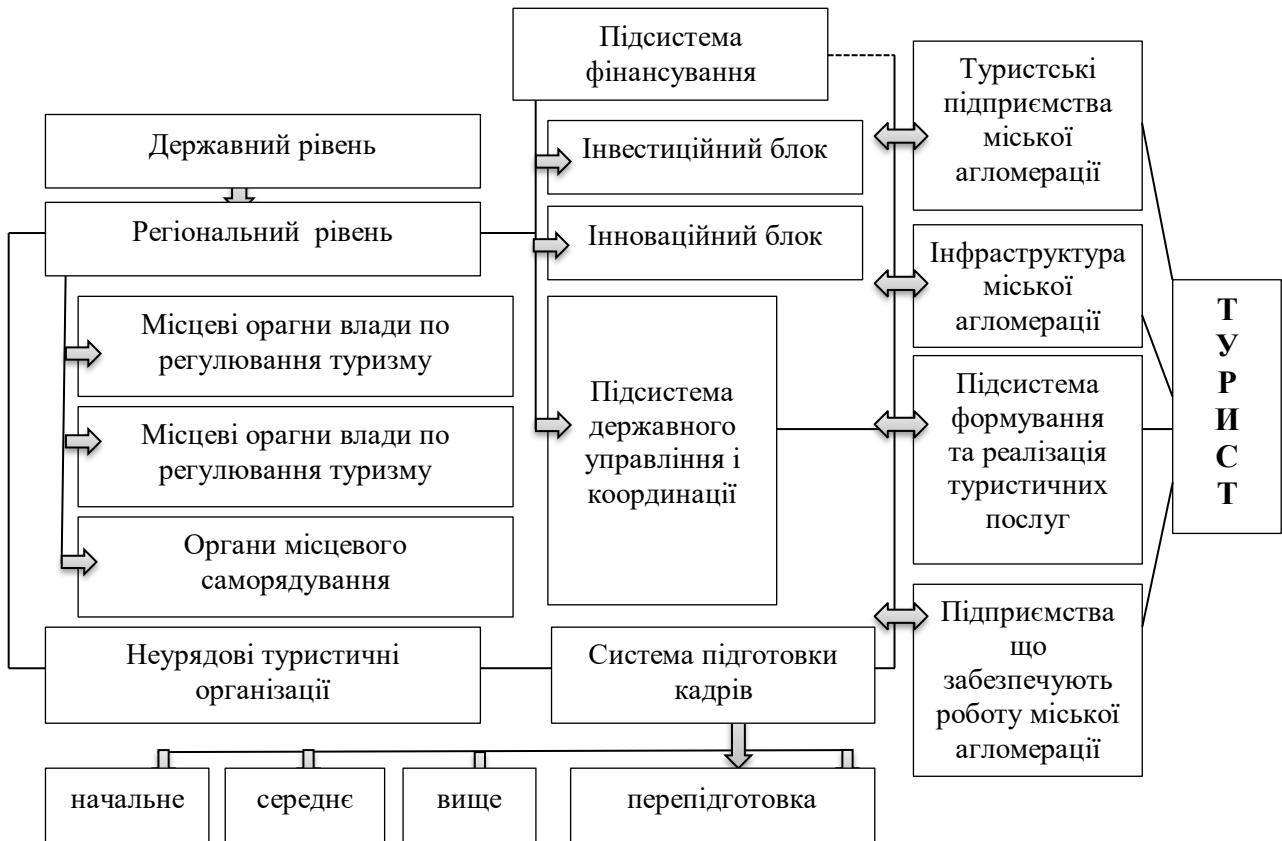 Підсистема
фінансування
Державний рівень
Регіональний рівень
Місцеві орагни влади по
регулювання туризму
Місцеві орагни влади по
регулювання туризму
Органи місцевого
саморядування
Неурядові туристичні
організації
Інвестиційний блок
Інноваційний блок
Підсистема
державного
управління і
координації
Система підготовки
кадрів
начальне
середнє
вище
перепідготовка
Туристські
підприємства
міської
агломерації
Інфраструктура
міської
агломерації
Підсистема
формування
та реалізація
туристичних
послуг
Підприємства
що
забезпечують
роботу міської
агломерації
Т
У
Р
И
С
Т